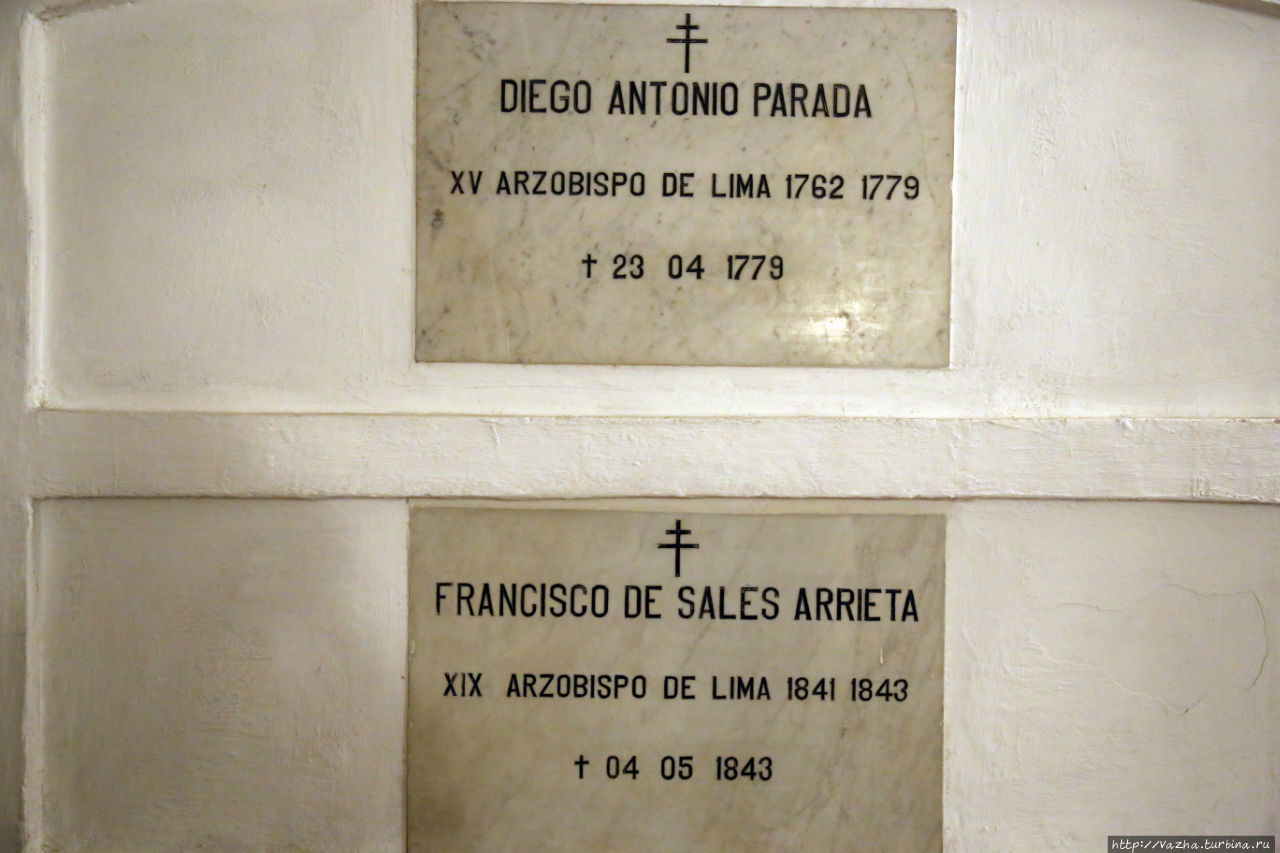 DIEGO ANTONIO PARADA
XV ARZOBISPO DE LIMA 1762 1779
† 23 04 1779
FRANCISCO DE SALES ARRIETA
XIX ARZOBISPO DE LIMA 1841 1843
† 04 05 1843
http://vazha.turbina.ru